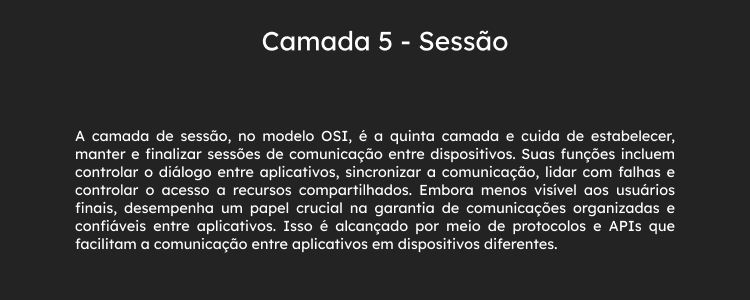 Camada 5 - Sessão
A camada de sessão, no modelo OSI, é a quinta camada e cuida de estabelecer,
manter e finalizar sessões de comunicação entre dispositivos. Suas funções incluem
controlar o diálogo entre aplicativos, sincronizar a comunicação, lidar com falhas e
controlar o acesso a recursos compartilhados. Embora menos visível aos usuários
finais, desempenha um papel crucial na garantia de comunicações organizadas e
confiáveis entre aplicativos. Isso é alcançado por meio de protocolos e APIs que
facilitam a comunicação entre aplicativos em dispositivos diferentes.